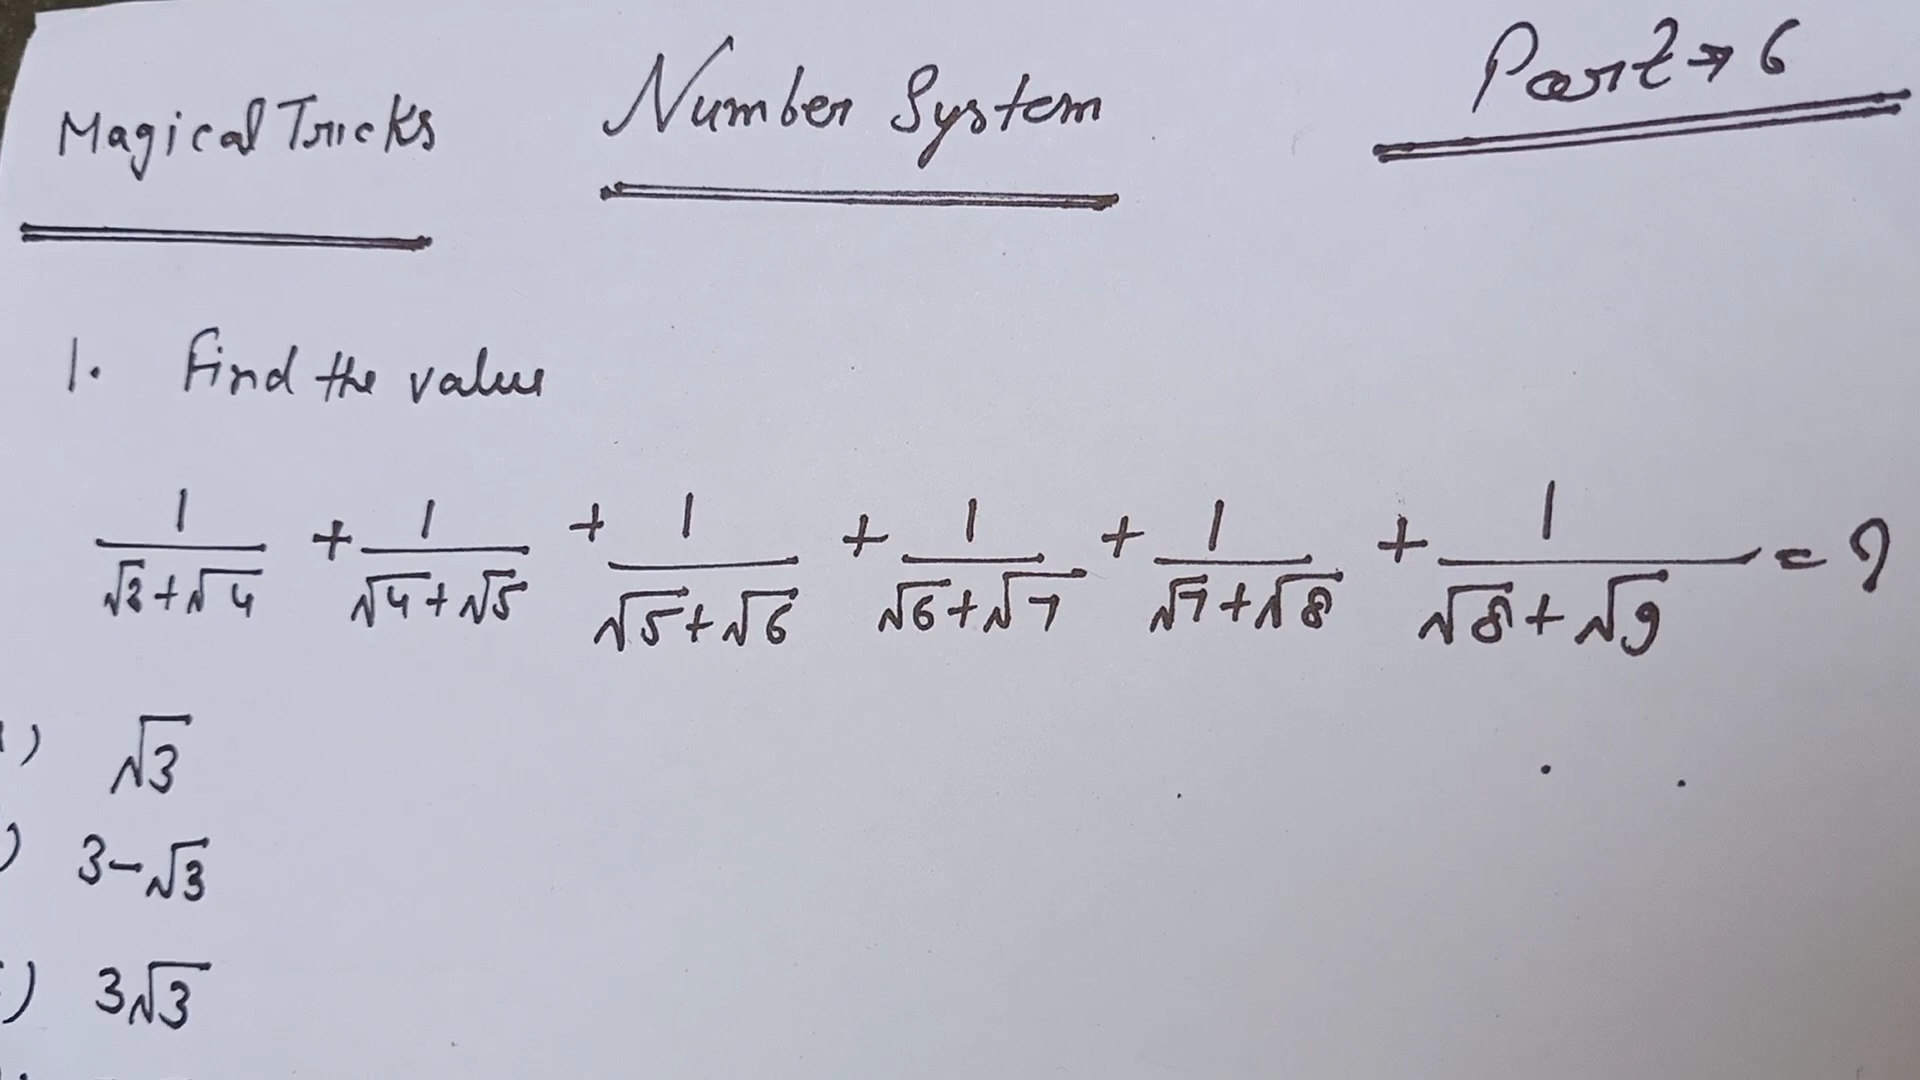 Magical Tricks Number System Part → 6
1. Find the value
1/(√3+√4) + 1/(√4+√5) + 1/(√5+√6) + 1/(√6+√7) + 1/(√7+√8) + 1/(√8+√9) = ?
) √3
) 3-√3
) 3√3